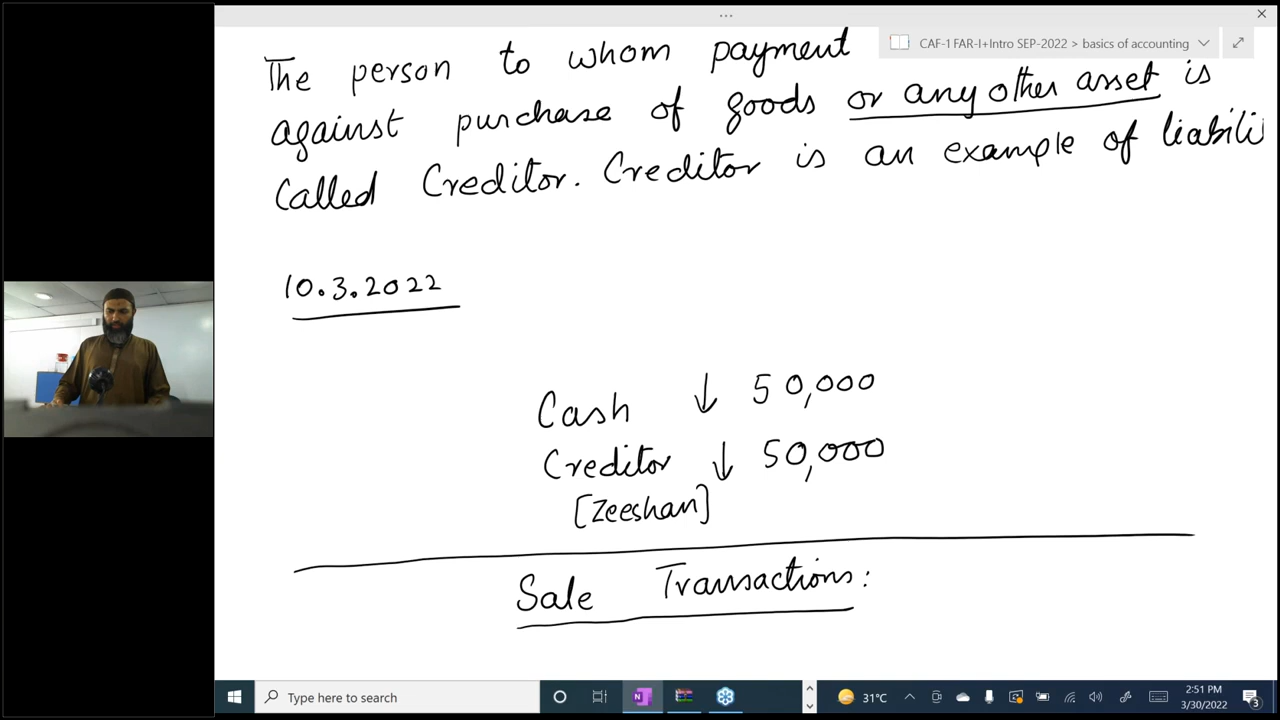 CAF-1 FAR-I+Intro SEP-2022 > basics of accounting
The person to whom payment
against purchase of goods or any other asset is
called Creditor. Creditor is an example of liabili
10.3.2022
Cash ↓ 50,000
Creditor ↓ 50,000
[Zeeshan]
Sale Transactions:
Type here to search
31°C
2:51 PM
3/30/2022
3